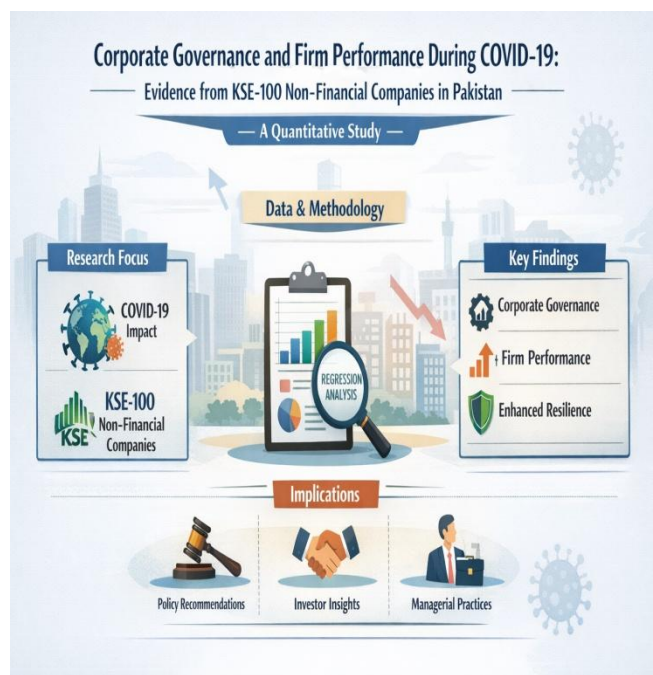 Corporate Governance and Firm Performance During COVID-19:
Evidence from KSE-100 Non-Financial Companies in Pakistan
A Quantitative Study
Data & Methodology
Research Focus
COVID-19
Impact
KSE
KSE-100
Non-Financial
Companies
REGRESSION
ANALYSIS
Key Findings
Corporate Governance
Firm Performance
Enhanced Resilience
Implications
Policy Recommendations
Investor Insights
Managerial Practices